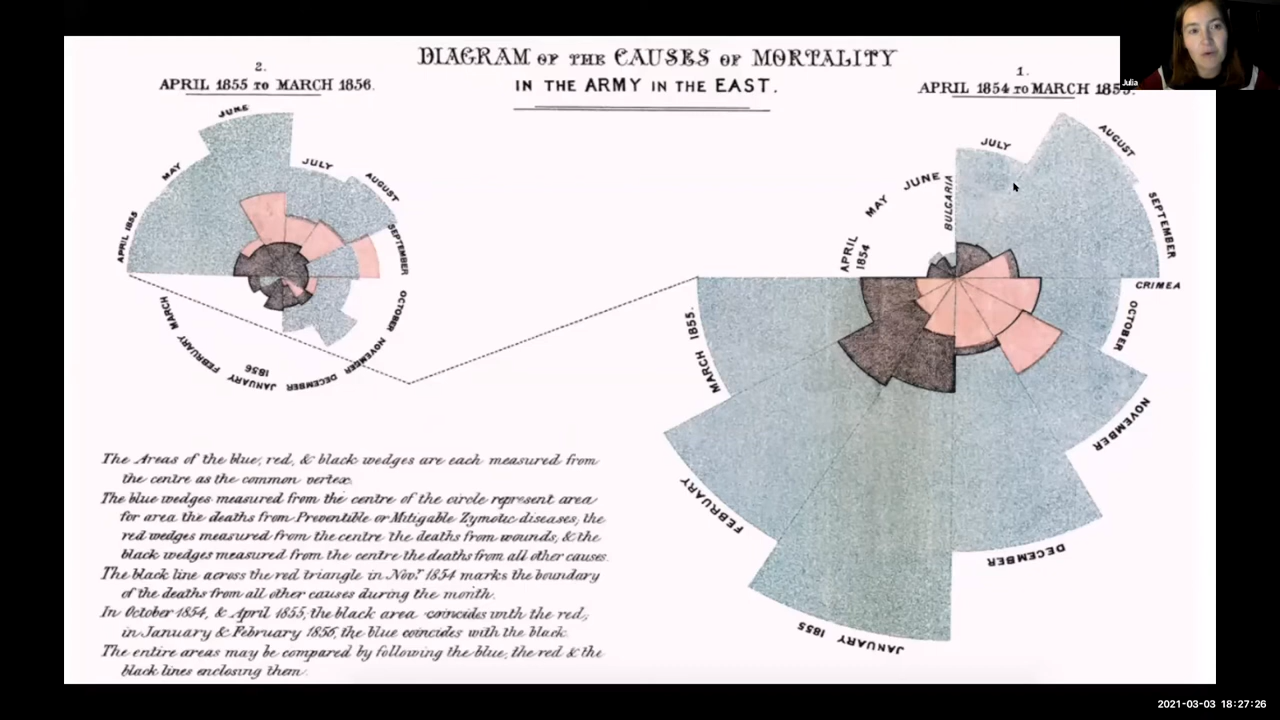 DIAGRAM OF THE CAUSES OF MORTALITY
IN THE ARMY IN THE EAST.
2.
APRIL 1855 TO MARCH 1856.
1.
APRIL 1854 TO MARCH 1855.
Julia
JUNE
MAY
APRIL 1855
JULY
AUGUST
SEPTEMBER
OCTOBER
NOVEMBER
DECEMBER
JANUARY
1856
FEBRUARY
MARCH
APRIL
1854
MAY
JUNE
BULGARIA
JULY
AUGUST
SEPTEMBER
CRIMEA
OCTOBER
NOVEMBER
DECEMBER
JANUARY 1855
FEBRUARY
MARCH 1855.
The Areas of the blue, red, & black wedges are each measured from
the centre as the common vertex.
The blue wedges measured from the centre of the circle represent area
for area the deaths from Preventible or Mitigable Zymotic diseases, the
red wedges measured from the centre the deaths from wounds, & the
black wedges measured from the centre the deaths from all other causes.
The black line across the red triangle in Novr. 1854 marks the boundary
of the deaths from all other causes during the month.
In October 1854, & April 1855, the black area coincides with the red;
in January & February 1856, the blue coincides with the black.
The entire areas may be compared by following the blue, the red & the
black lines enclosing them.
2021-03-03 18:27:26